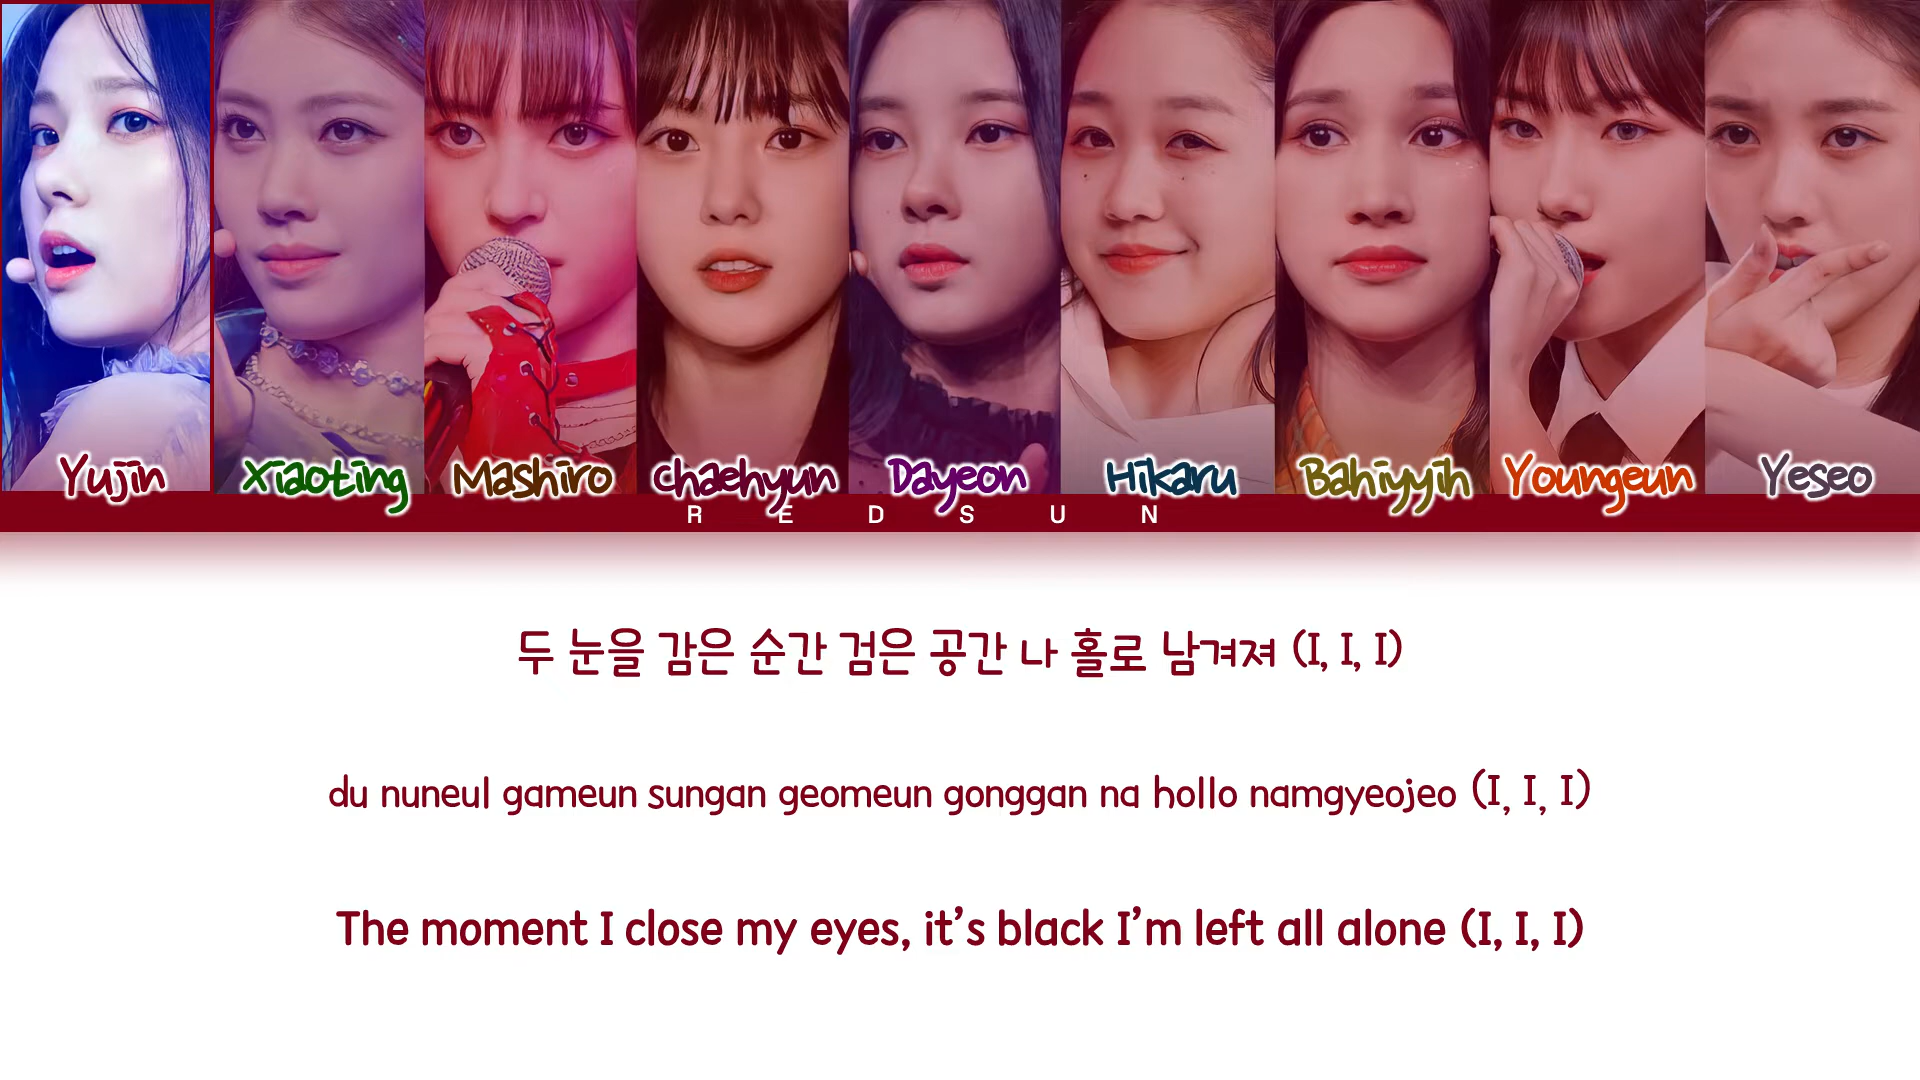 Yujin Xiaoting Mashiro Chaehyun Dayeon Hikaru Bahiyyih Youngeun Yeseo
REDSUN
두 눈을 감은 순간 검은 공간 나 홀로 남겨져 (I, I, I)
du nuneul gameun sungan geomeun gonggan na hollo namgyeojeo (I, I, I)
The moment I close my eyes, it’s black I’m left all alone (I, I, I)